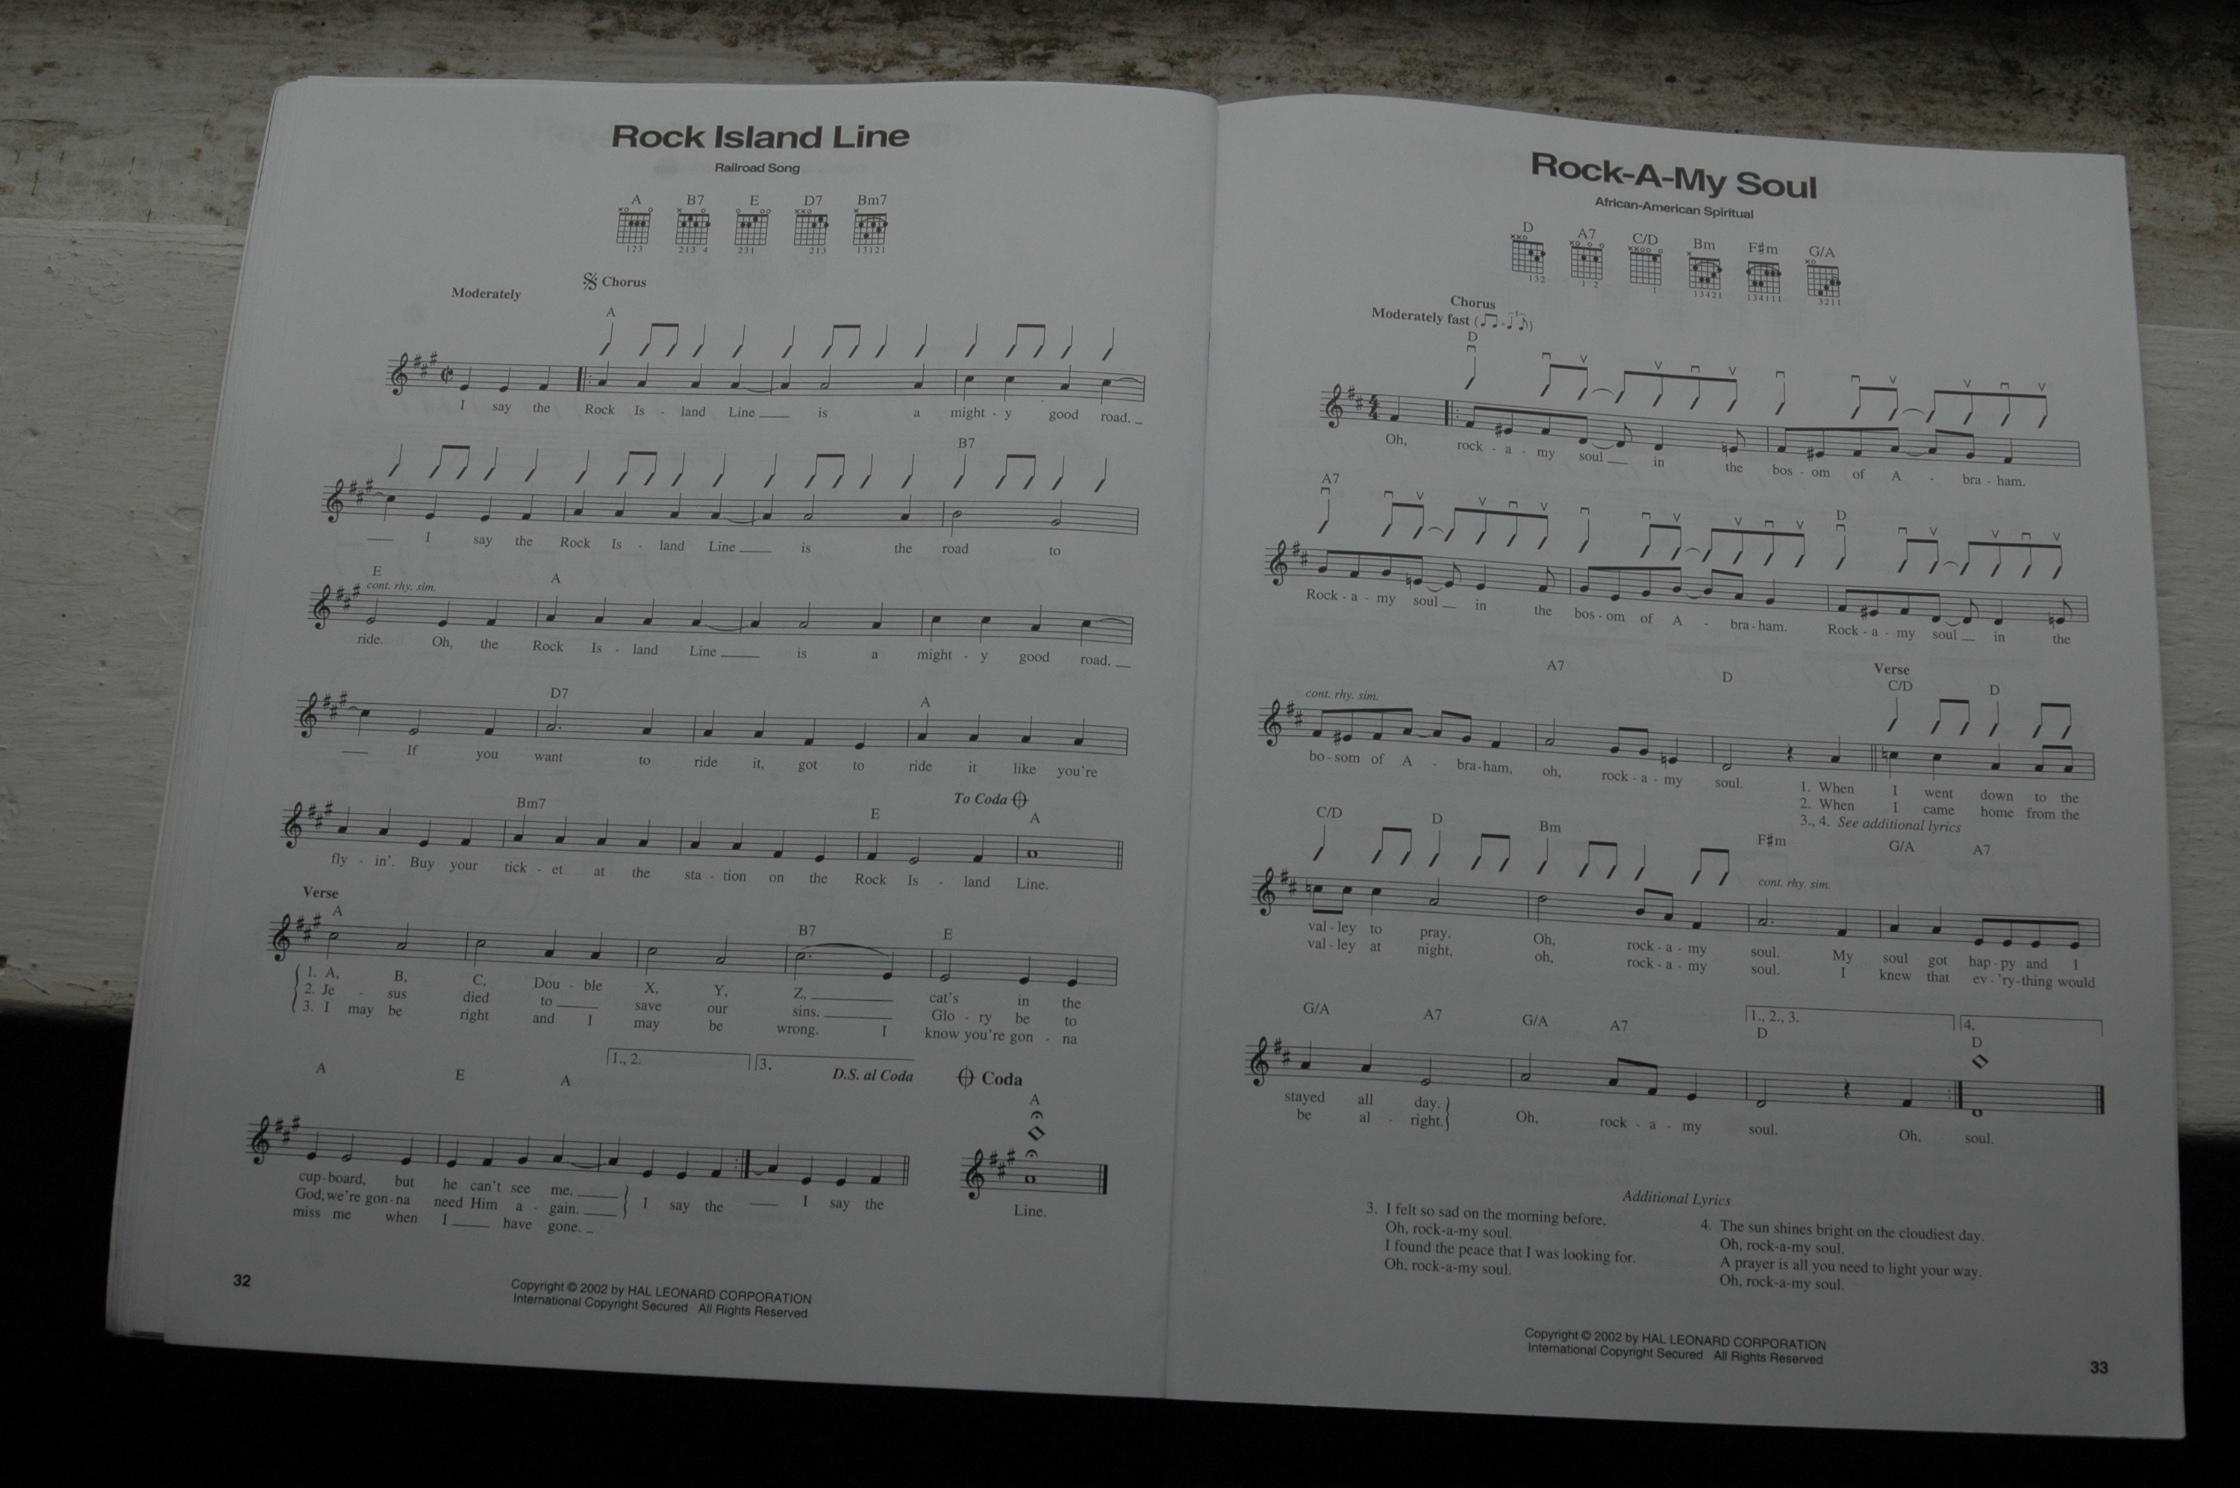 Rock Island Line
Railroad Song
A B7 E D7 Bm7
123 213 4 231 213 13121
Moderately
Chorus
A
I say the Rock Is - land Line is a might - y good road.
B7
I say the Rock Is - land Line is the road to
E A
cont. rhy. sim.
ride. Oh, the Rock Is - land Line is a might - y good road.
D7 A
If you want to ride it, got to ride it like you're
To Coda
Bm7 E A
fly - in'. Buy your tick - et at the sta - tion on the Rock Is - land Line.
Verse
A B7 E
1. A, B, C, Dou - ble X, Y, Z, cat's in the
2. Je - sus died to save our sins. Glo - ry be to
3. I may be right and I may be wrong. I know you're gon - na
1., 2. 3. D.S. al Coda Coda
A E A A
cup - board, but he can't see me. I say the I say the Line.
God, we're gon - na need Him a - gain.
miss me when I have gone.
32
Copyright © 2002 by HAL LEONARD CORPORATION
International Copyright Secured All Rights Reserved
Rock-A-My Soul
African-American Spiritual
D A7 C/D Bm F♯m G/A
132 1 2 1 13421 134111 3211
Chorus
Moderately fast
D
4/4
Oh, rock - a - my soul in the bos - om of A - bra - ham.
A7 D
Rock - a - my soul in the bos - om of A - bra - ham. Rock - a - my soul in the
Verse
A7 D C/D D
cont. rhy. sim.
bo - som of A - bra - ham, oh, rock - a - my soul. 1. When I went down to the
2. When I came home from the
3., 4. See additional lyrics
C/D D Bm F♯m G/A A7
cont. rhy. sim.
val - ley to pray. Oh, rock - a - my soul. My soul got hap - py and I
val - ley at night, oh, rock - a - my soul. I knew that ev - 'ry - thing would
1., 2., 3. 4.
G/A A7 G/A A7 D D
stayed all day. Oh, rock - a - my soul. Oh, soul.
be al - right.
Additional Lyrics
3. I felt so sad on the morning before,
Oh, rock-a-my soul.
I found the peace that I was looking for.
Oh, rock-a-my soul.
4. The sun shines bright on the cloudiest day.
Oh, rock-a-my soul.
A prayer is all you need to light your way.
Oh, rock-a-my soul.
Copyright © 2002 by HAL LEONARD CORPORATION
International Copyright Secured All Rights Reserved
33